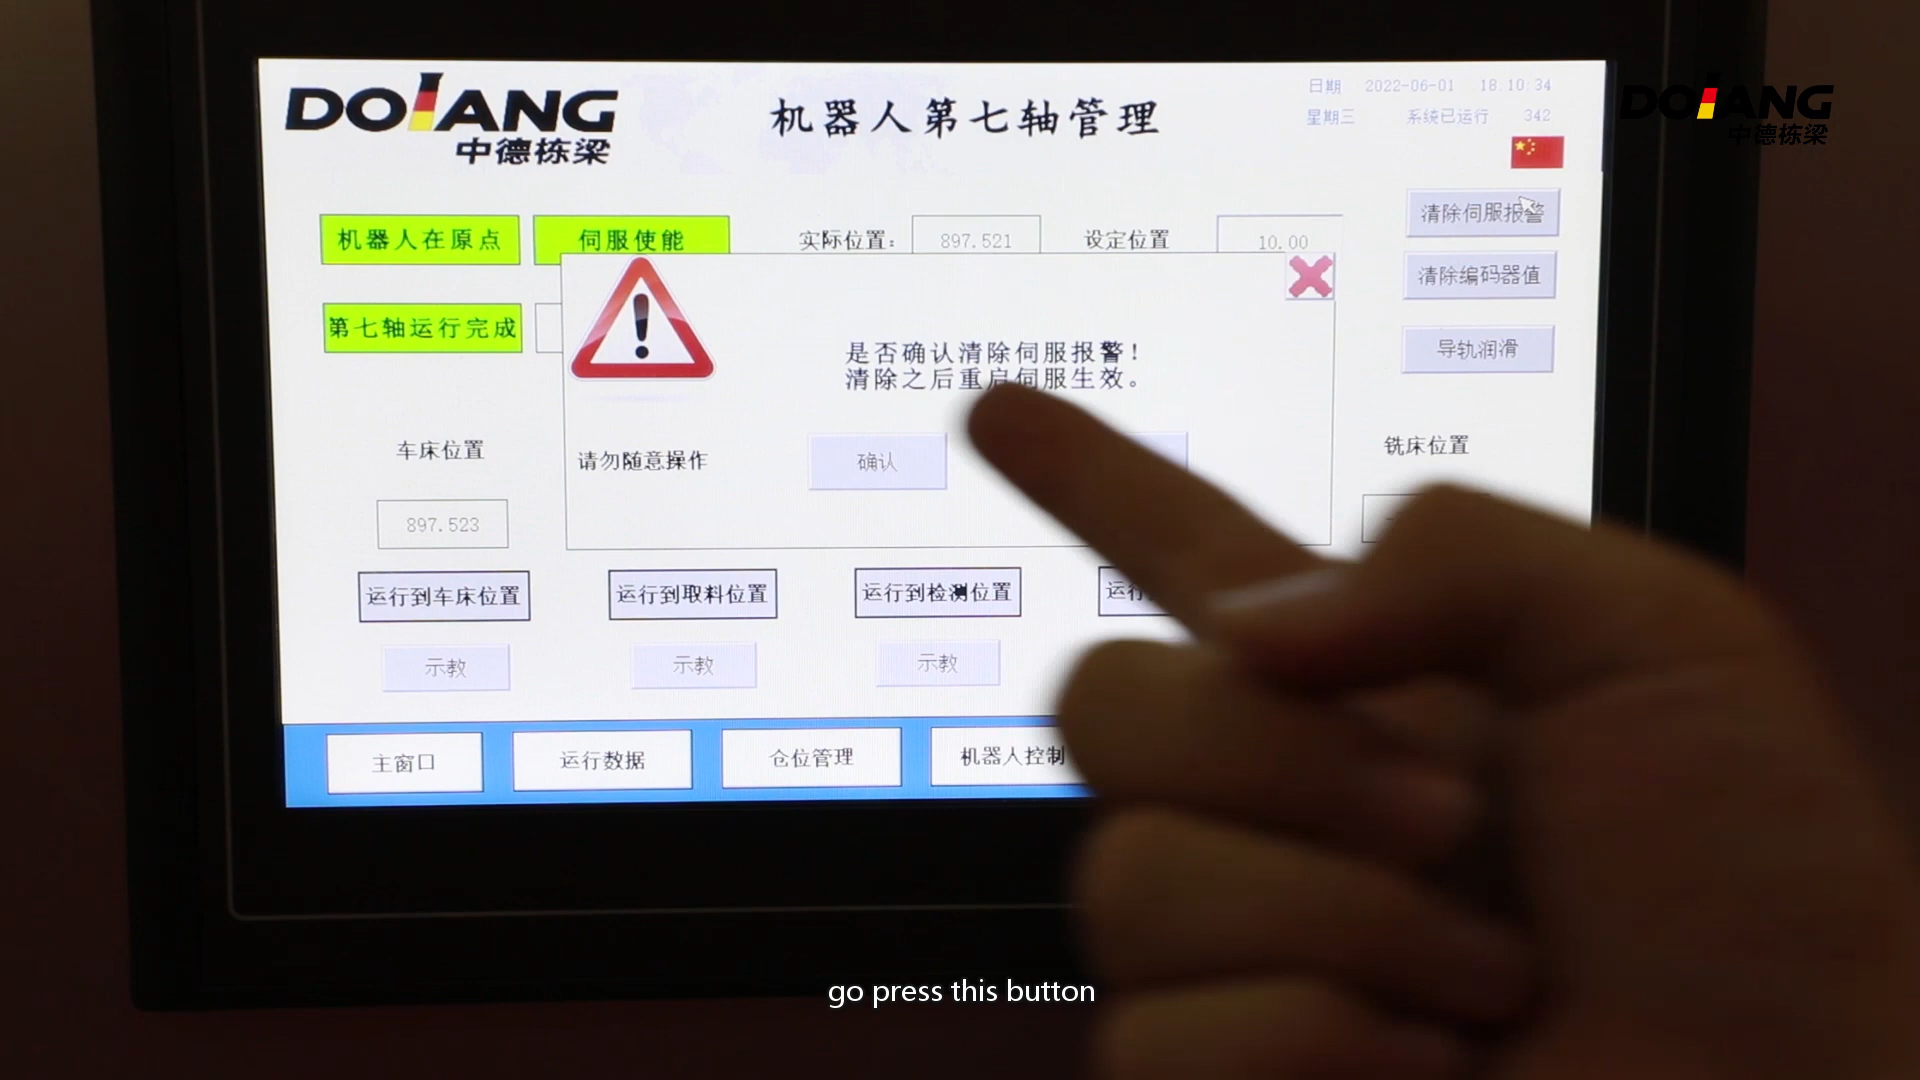 DOLANG
中德栋梁
机器人第七轴管理
日期 2022-06-01 18:10:34
星期三 系统已运行 342
DOLANG
中德栋梁
机器人在原点
伺服使能
实际位置: 897.521
设定位置 10.00
清除伺服报警
清除编码器值
第七轴运行完成
导轨润滑
是否确认清除伺服报警!
清除之后重启伺服生效。
请勿随意操作
确认
车床位置
铣床位置
897.523
运行到车床位置
运行到取料位置
运行到检测位置
运行
示教
示教
示教
主窗口
运行数据
仓位管理
机器人控制
go press this button